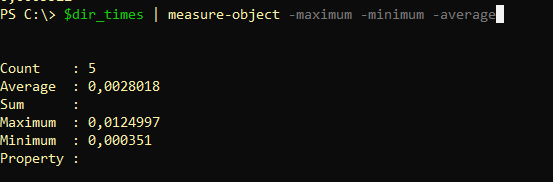 PS C:\> $dir_times | measure-object -maximum -minimum -average
Count : 5
Average : 0,0028018
Sum :
Maximum : 0,0124997
Minimum : 0,000351
Property :